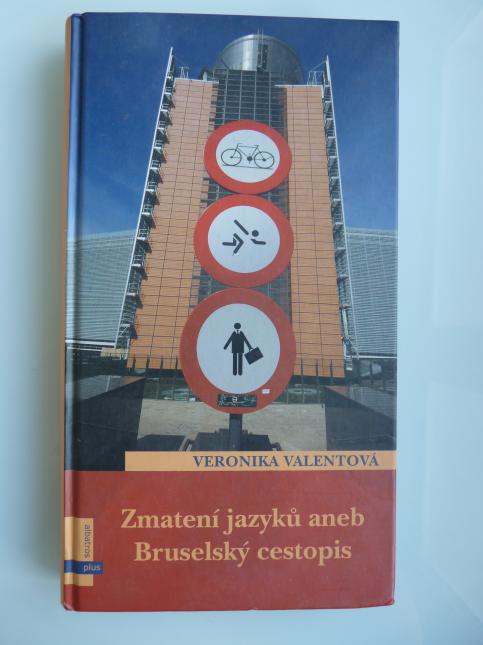 VERONIKA VALENTOVÁ
Zmatení jazyků aneb
Bruselský cestopis
albatros
plus